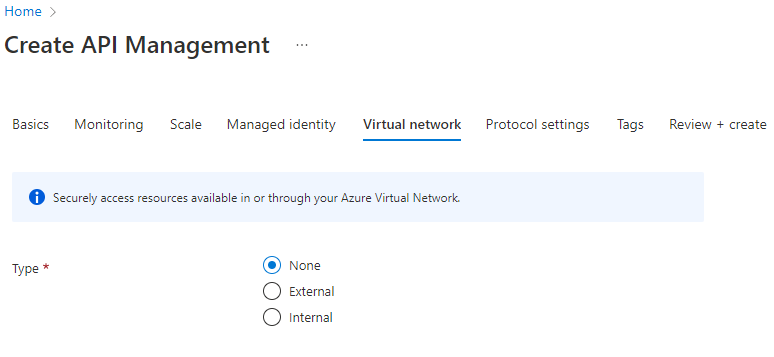 Home
Create API Management ...
Basics Monitoring Scale Managed identity Virtual network Protocol settings Tags Review + create
Securely access resources available in or through your Azure Virtual Network.
Type * None
External
Internal